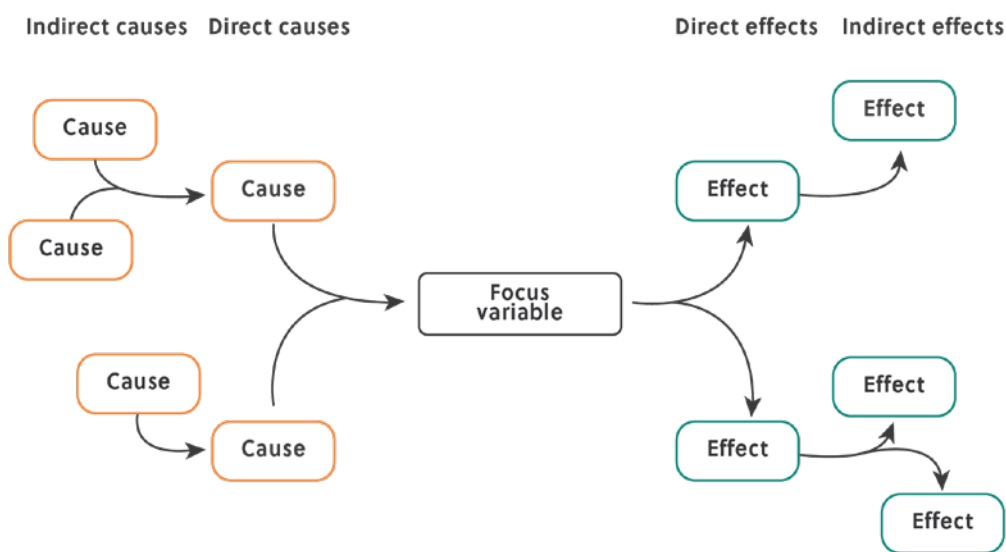 Indirect causes Direct causes Direct effects Indirect effects
Cause
Cause
Cause
Cause
Cause
Focus
variable
Effect
Effect
Effect
Effect
Effect